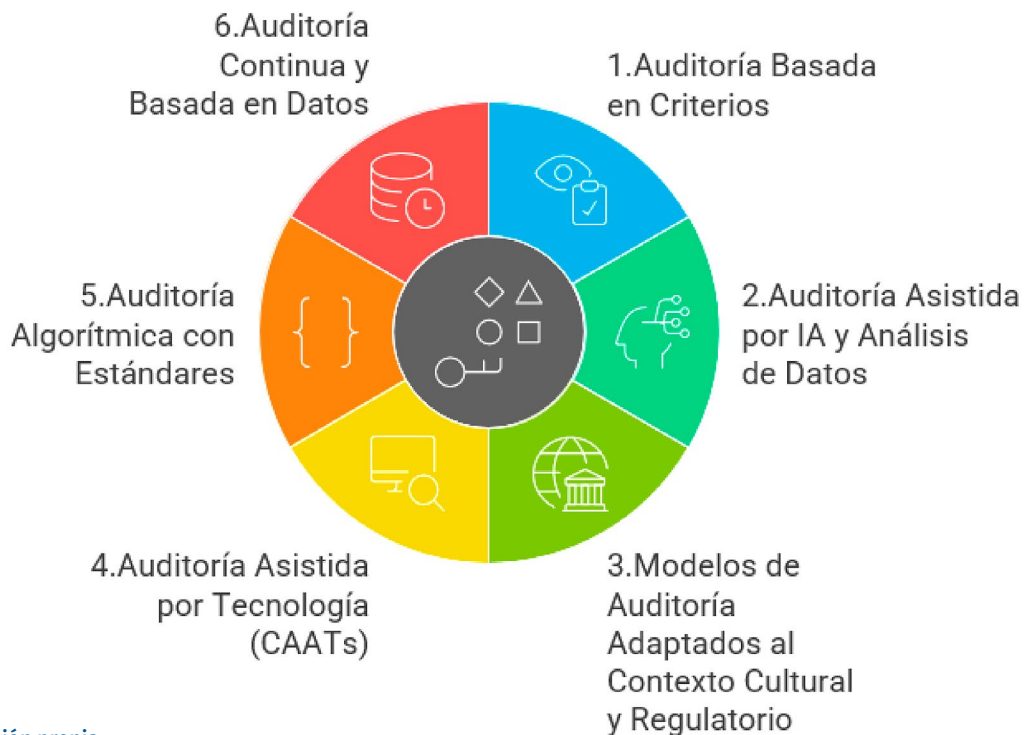 6.Auditoría
Continua y
Basada en Datos
1.Auditoría Basada
en Criterios
5.Auditoría
Algorítmica con
Estándares
2.Auditoría Asistida
por IA y Análisis
de Datos
4.Auditoría Asistida
por Tecnología
(CAATs)
3.Modelos de
Auditoría
Adaptados al
Contexto Cultural
y Regulatorio